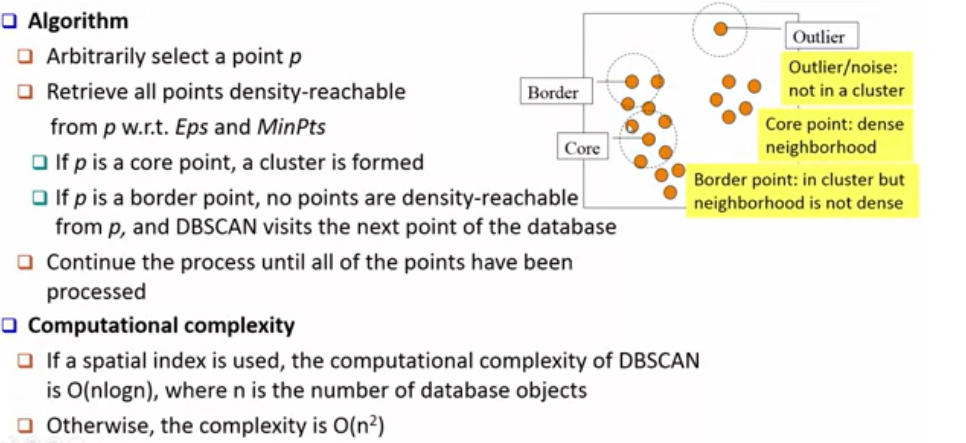 Algorithm
Arbitrarily select a point p
Retrieve all points density-reachable
from p w.r.t. Eps and MinPts
If p is a core point, a cluster is formed
If p is a border point, no points are density-reachable
from p, and DBSCAN visits the next point of the database
Continue the process until all of the points have been
processed
Computational complexity
If a spatial index is used, the computational complexity of DBSCAN
is O(nlogn), where n is the number of database objects
Otherwise, the complexity is O(n²)
Outlier
Border
Core
Outlier/noise:
not in a cluster
Core point: dense
neighborhood
Border point: in cluster but
neighborhood is not dense